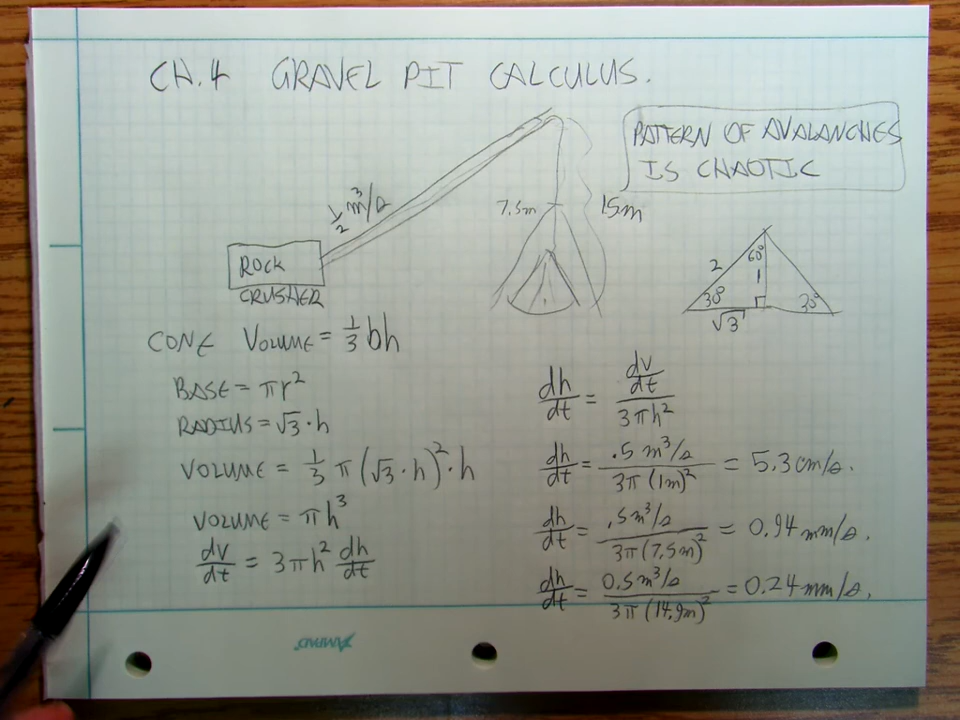 CH.4 GRAVEL PIT CALCULUS.
PATTERN OF AVALANCHES
IS CHAOTIC
½ m³/s
7.5m
15m
ROCK
CRUSHER
2
60°
1
30°
30°
√3
CONE VOLUME = ⅓ bh
BASE = πr²
RADIUS = √3 · h
VOLUME = ⅓ π (√3 · h)² · h
VOLUME = πh³
dv/dt = 3πh² dh/dt
dh/dt = (dv/dt)/(3πh²)
dh/dt = .5 m³/s / 3π(1m)² = 5.3 cm/s.
dh/dt = .5 m³/s / 3π(7.5m)² = 0.94 mm/s.
dh/dt = 0.5 m³/s / 3π(14.9m)² = 0.24 mm/s.
AMPAD